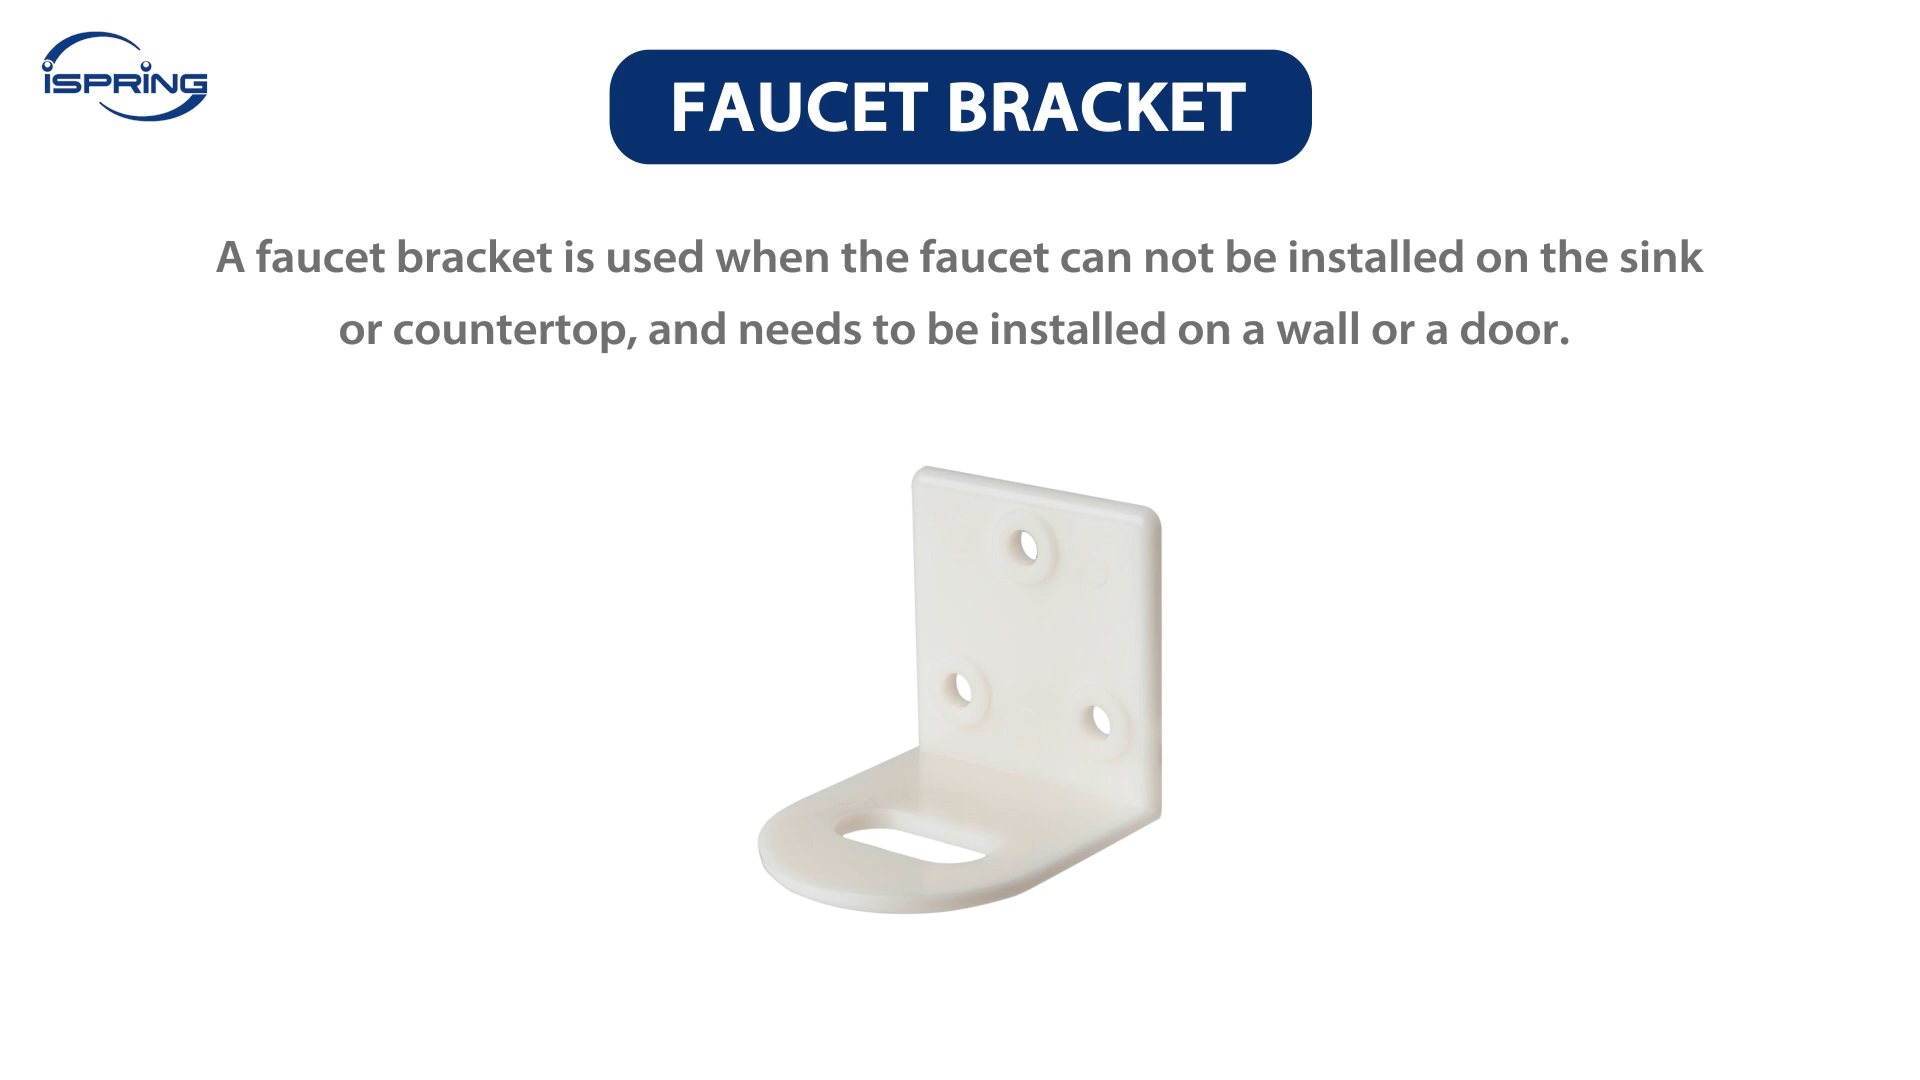 iSPRiNG
FAUCET BRACKET
A faucet bracket is used when the faucet can not be installed on the sink
or countertop, and needs to be installed on a wall or a door.